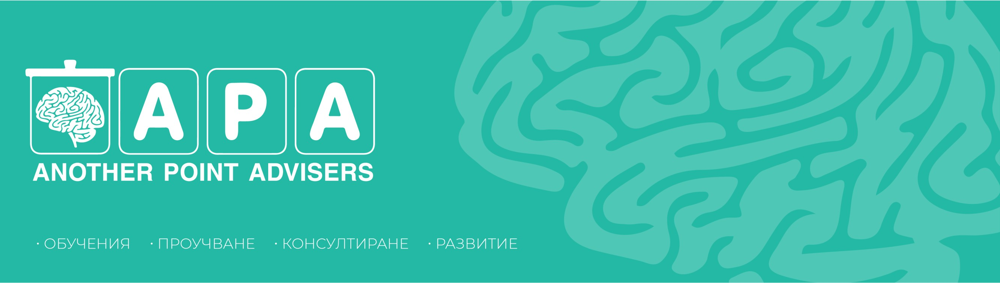 APA
ANOTHER POINT ADVISERS
· ОБУЧЕНИЯ · ПРОУЧВАНЕ · КОНСУЛТИРАНЕ · РАЗВИТИЕ